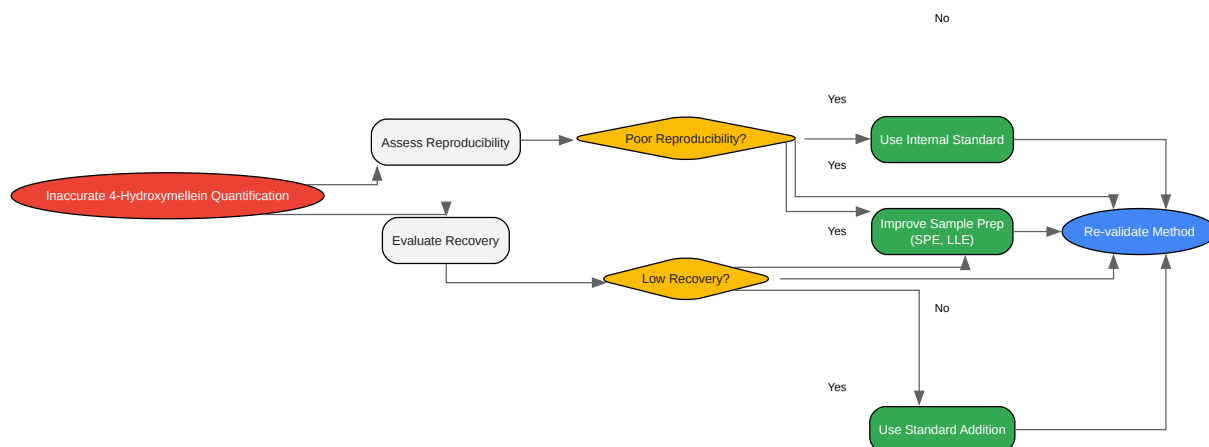 No
Yes
Assess Reproducibility
Poor Reproducibility?
Use Internal Standard
Yes
Inaccurate 4-Hydroxymellein Quantification
Evaluate Recovery
Yes
Improve Sample Prep
(SPE, LLE)
Re-validate Method
Low Recovery?
No
Yes
Use Standard Addition